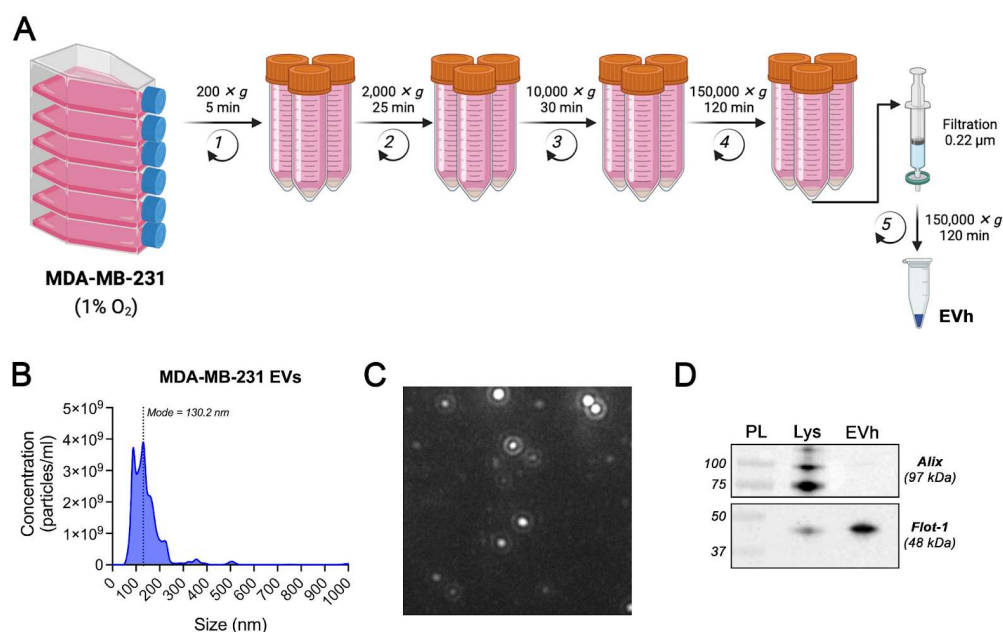 A
200 × g
5 min
1
2,000 × g
25 min
2
10,000 × g
30 min
3
150,000 × g
120 min
4
Filtration
0.22 µm
5
150,000 × g
120 min
EVh
MDA-MB-231
(1% O₂)
B
MDA-MB-231 EVs
Mode = 130.2 nm
Concentration
(particles/ml)
5×10⁹
4×10⁹
3×10⁹
2×10⁹
1×10⁹
0
0 100 200 300 400 500 600 700 800 900 1000
Size (nm)
C
D
PL Lys EVh
100
75
Alix
(97 kDa)
50
37
Flot-1
(48 kDa)